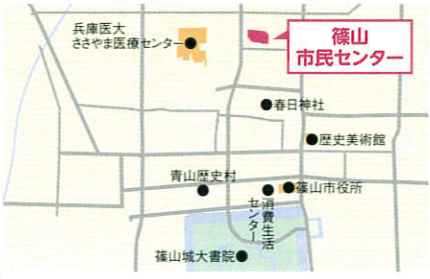 兵庫医大
ささやま医療センター
篠山
市民センター
春日神社
歴史美術館
青山歴史村
篠山市役所
消費生活
センター
篠山城大書院